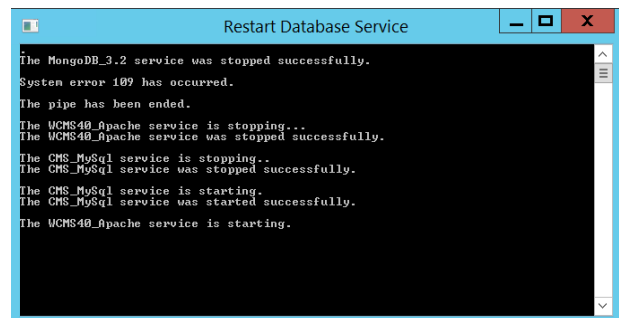 Restart Database Service
.
The MongoDB_3.2 service was stopped successfully.
System error 109 has occurred.
The pipe has been ended.
The WCMS40_Apache service is stopping...
The WCMS40_Apache service was stopped successfully.
The CMS_MySql service is stopping..
The CMS_MySql service was stopped successfully.
The CMS_MySql service is starting.
The CMS_MySql service was started successfully.
The WCMS40_Apache service is starting.